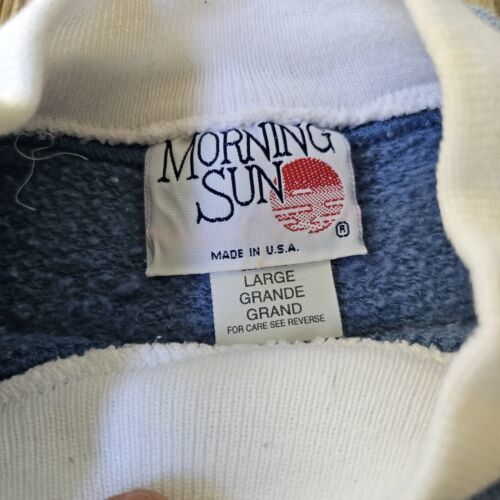 MORNING
SUN
®
MADE IN U.S.A.
LARGE
GRANDE
GRAND
FOR CARE SEE REVERSE